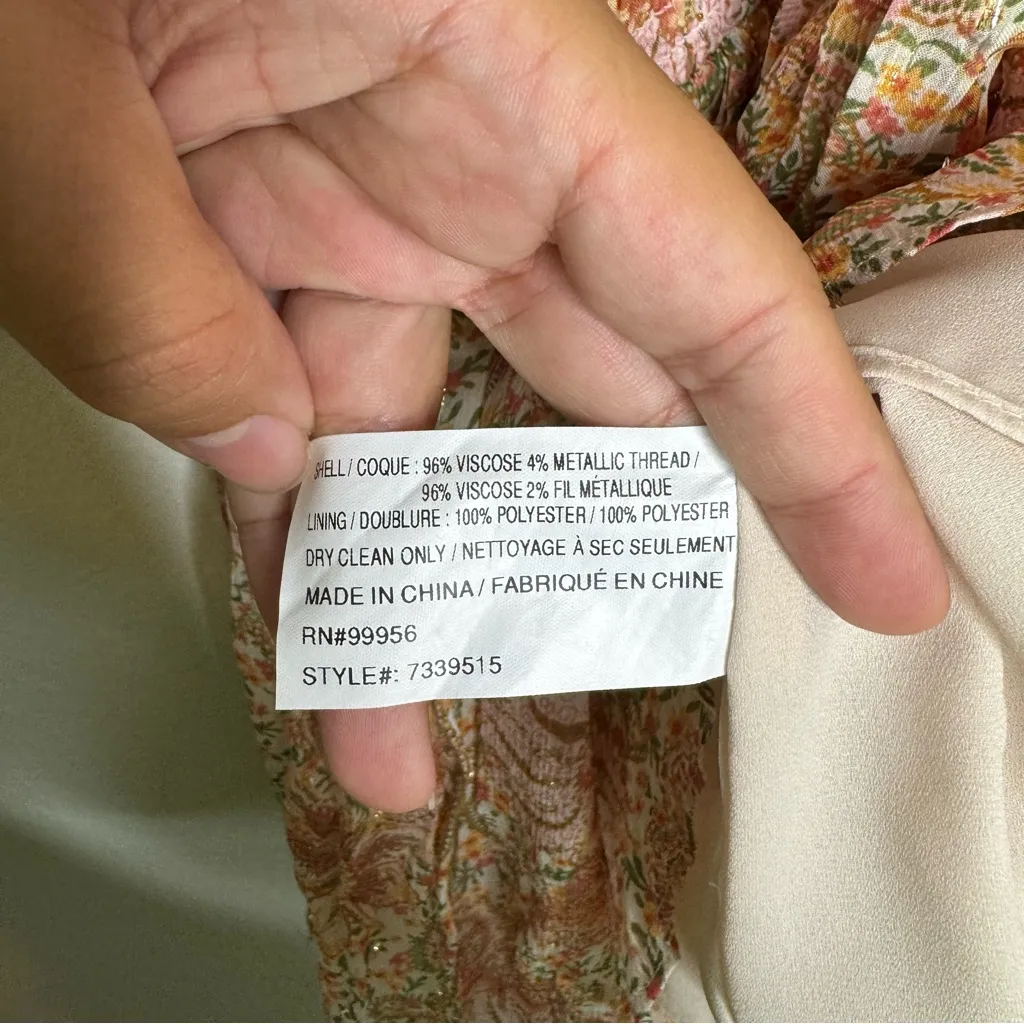 SHELL / COQUE : 96% VISCOSE 4% METALLIC THREAD /
96% VISCOSE 2% FIL MÉTALLIQUE
LINING / DOUBLURE : 100% POLYESTER / 100% POLYESTER
DRY CLEAN ONLY / NETTOYAGE À SEC SEULEMENT
MADE IN CHINA / FABRIQUÉ EN CHINE
RN#99956
STYLE#: 7339515